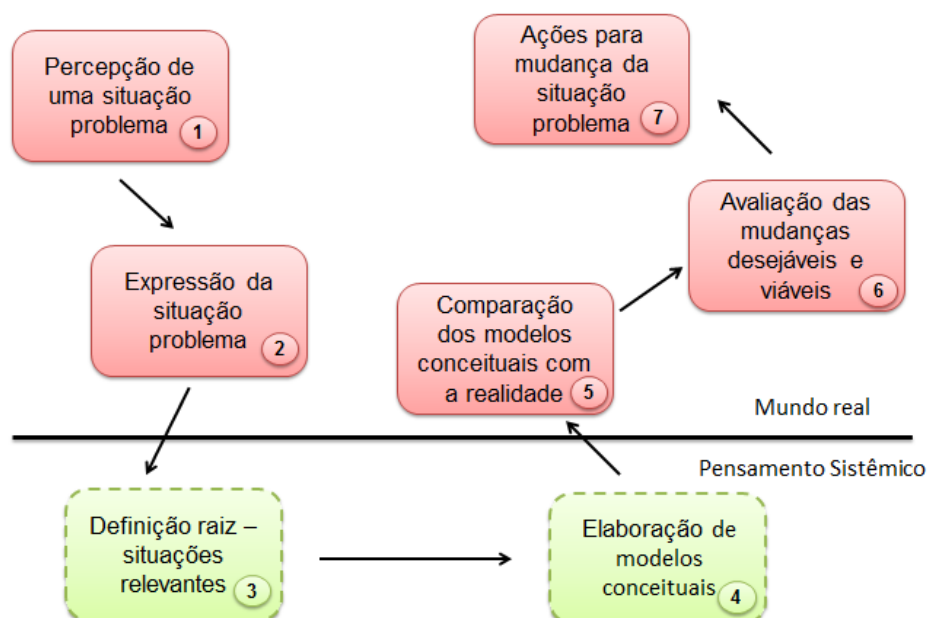 Percepção de
uma situação
problema
1
Expressão da
situação
problema
2
Definição raiz –
situações
relevantes
3
Elaboração de
modelos
conceituais
4
Comparação
dos modelos
conceituais com
a realidade
5
Avaliação das
mudanças
desejáveis e
viáveis
6
Ações para
mudança da
situação
problema
7
Mundo real
Pensamento Sistêmico